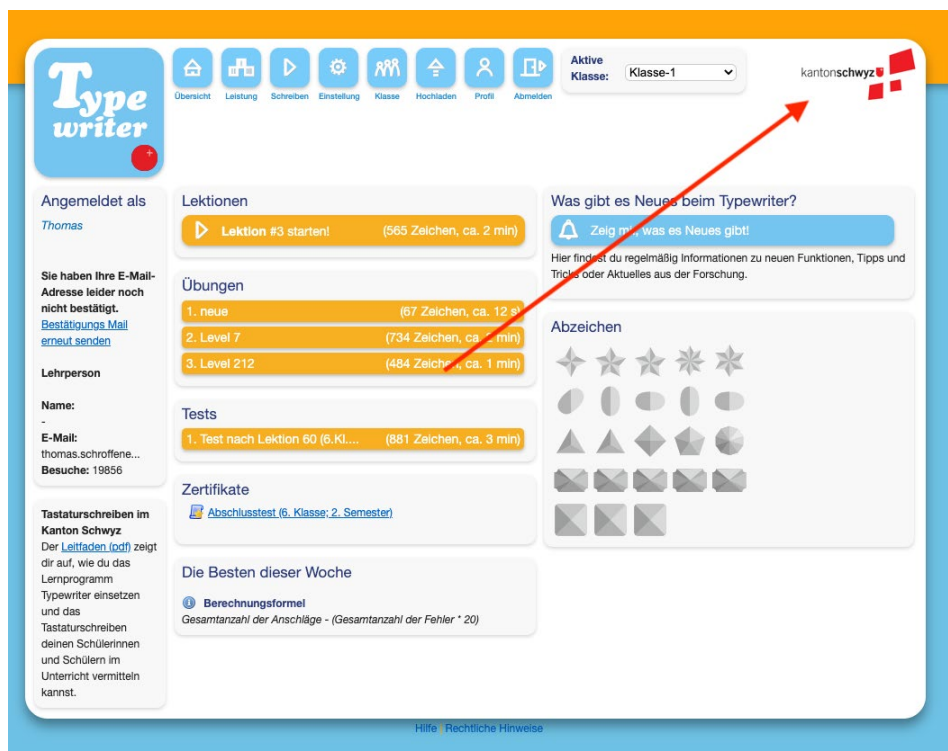 Type
writer
Übersicht
Leistung
Schreiben
Einstellung
Klasse
Hochladen
Profil
Abmelden
Aktive
Klasse:
Klasse-1
kantonschwyz
Angemeldet als
Thomas
Sie haben Ihre E-Mail-
Adresse leider noch
nicht bestätigt.
Bestätigungs Mail
erneut senden
Lehrperson
Name:
-
E-Mail:
thomas.schroffene...
Besuche: 19856
Tastaturschreiben im
Kanton Schwyz
Der Leitfaden (pdf) zeigt
dir auf, wie du das
Lernprogramm
Typewriter einsetzen
und das
Tastaturschreiben
deinen Schülerinnen
und Schülern im
Unterricht vermitteln
kannst.
Lektionen
Lektion #3 starten! (565 Zeichen, ca. 2 min)
Übungen
1. neue (67 Zeichen, ca. 12 s)
2. Level 7 (734 Zeichen, ca. min)
3. Level 212 (484 Zeichen, ca. 1 min)
Tests
1. Test nach Lektion 60 (6.Kl.... (881 Zeichen, ca. 3 min)
Zertifikate
Abschlusstest (6. Klasse; 2. Semester)
Die Besten dieser Woche
Berechnungsformel
Gesamtanzahl der Anschläge - (Gesamtanzahl der Fehler * 20)
Was gibt es Neues beim Typewriter?
Zeig mir, was es Neues gibt!
Hier findest du regelmäßig Informationen zu neuen Funktionen, Tipps und
Tricks oder Aktuelles aus der Forschung.
Abzeichen
Hilfe | Rechtliche Hinweise